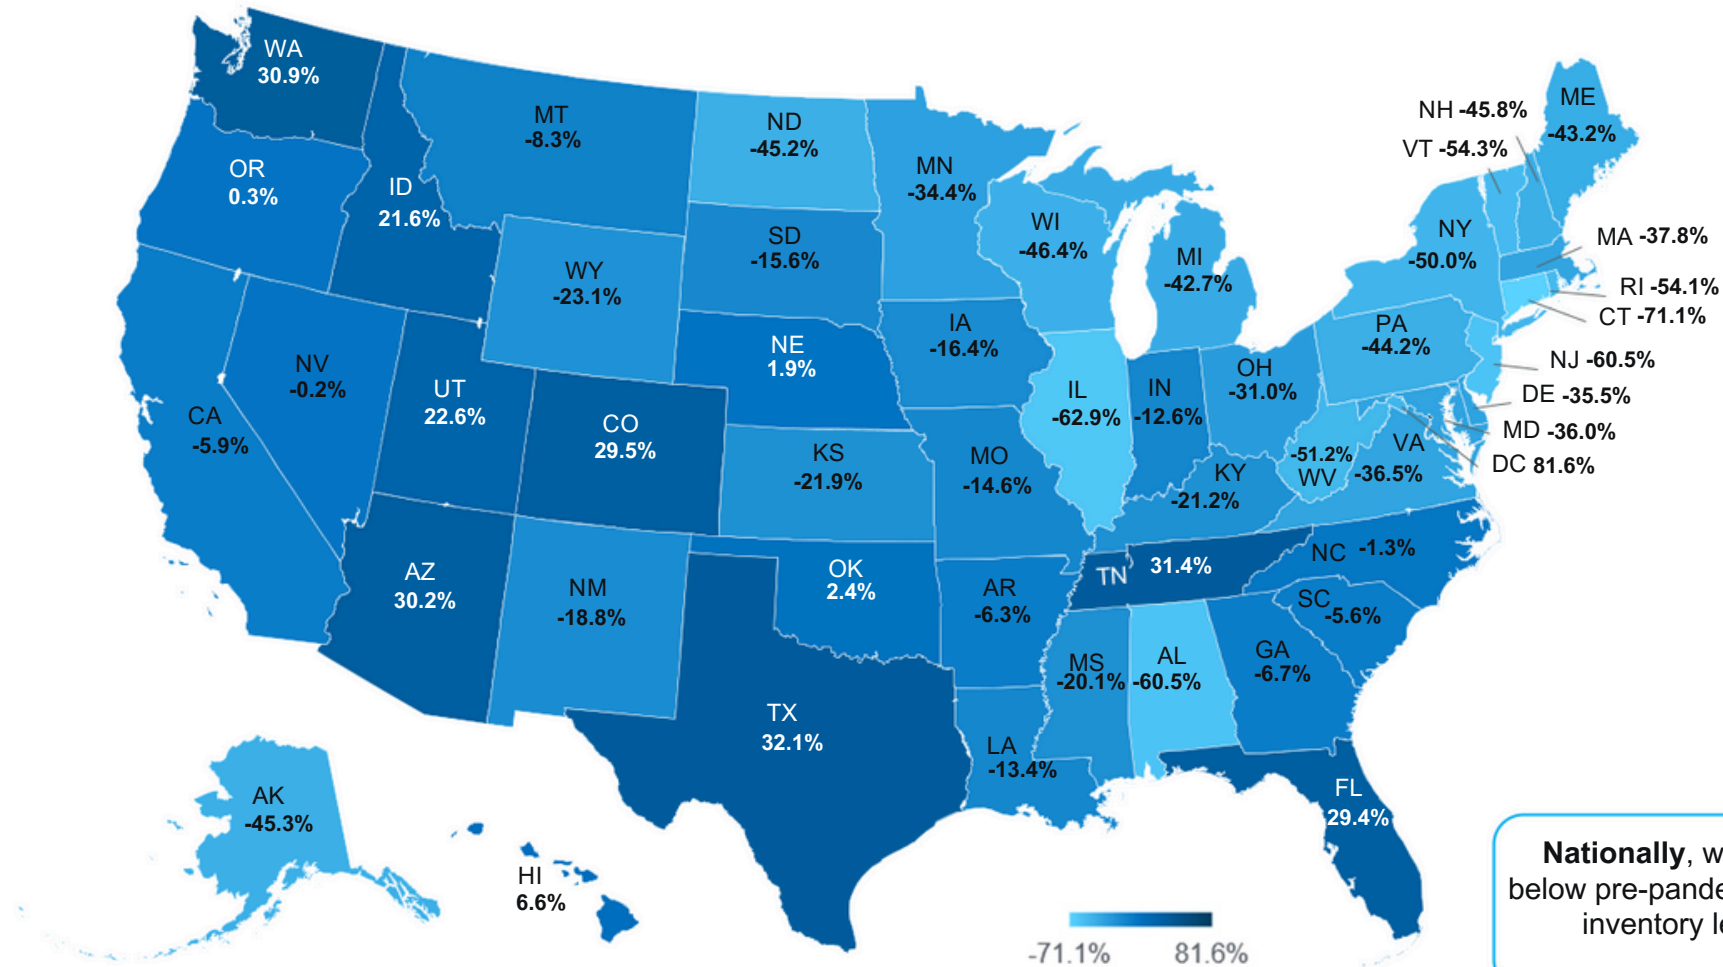 WA
30.9%
OR
0.3%
ID
21.6%
MT
-8.3%
ND
-45.2%
MN
-34.4%
WI
-46.4%
MI
-42.7%
NH -45.8%
VT -54.3%
ME
-43.2%
NY
-50.0%
MA -37.8%
RI -54.1%
CT -71.1%
NJ -60.5%
DE -35.5%
MD -36.0%
DC 81.6%
SD
-15.6%
WY
-23.1%
NE
1.9%
IA
-16.4%
PA
-44.2%
OH
-31.0%
IN
-12.6%
IL
-62.9%
NV
-0.2%
UT
22.6%
CO
29.5%
CA
-5.9%
KS
-21.9%
MO
-14.6%
KY
-21.2%
-51.2%
WV
VA
-36.5%
AZ
30.2%
NM
-18.8%
OK
2.4%
AR
-6.3%
TN 31.4%
NC -1.3%
SC
-5.6%
MS
-20.1%
AL
-60.5%
GA
-6.7%
TX
32.1%
LA
-13.4%
FL
29.4%
AK
-45.3%
HI
6.6%
-71.1% 81.6%
Nationally,
below
inventory